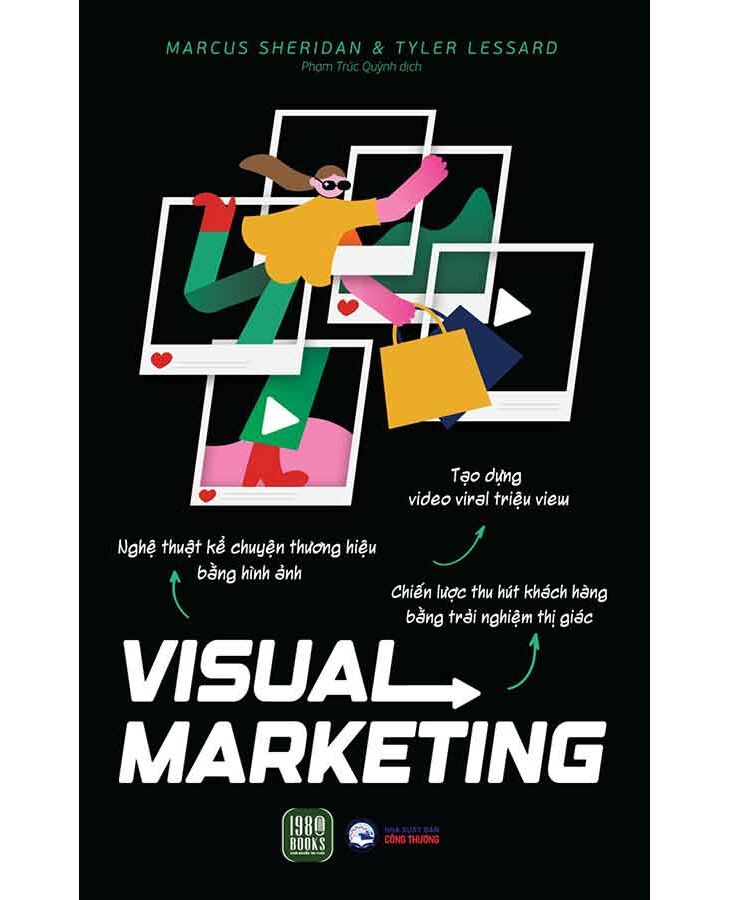 MARCUS SHERIDAN & TYLER LESSARD
Phạm Trúc Quỳnh dịch
Tạo dựng
video viral triệu view
Nghệ thuật kể chuyện thương hiệu
bằng hình ảnh
Chiến lược thu hút khách hàng
bằng trải nghiệm thị giác
VISUAL
MARKETING
1980
BOOKS
NHÀ XUẤT BẢN
CÔNG THƯƠNG